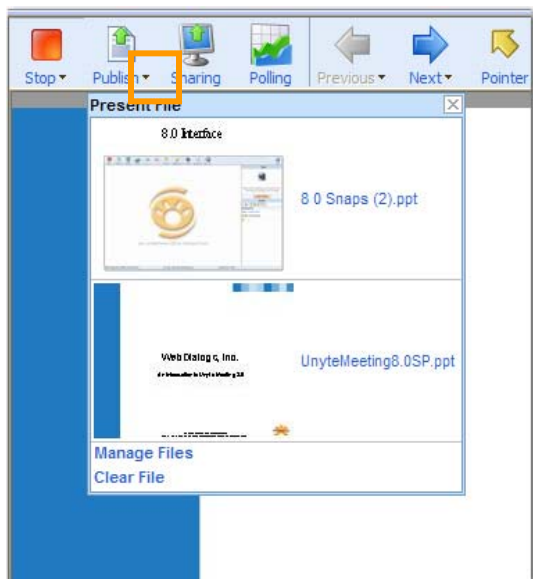 Stop Publish Sharing Polling Previous Next Pointer
Present File
8.0 Interface
8 0 Snaps (2).ppt
WebDialogs, Inc.
UnyteMeeting8.0SP.ppt
Manage Files
Clear File